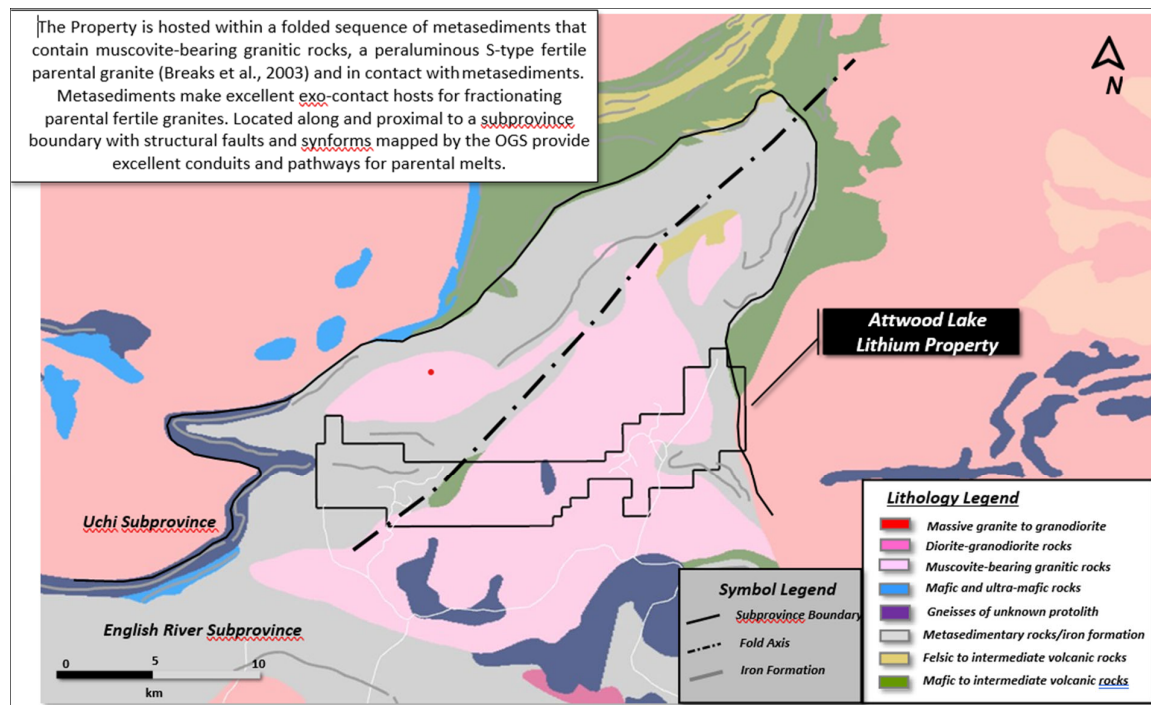 The Property is hosted within a folded sequence of metasediments that
contain muscovite-bearing granitic rocks, a peraluminous S-type fertile
parental granite (Breaks et al., 2003) and in contact with metasediments.
Metasediments make excellent exo-contact hosts for fractionating
parental fertile granites. Located along and proximal to a subprovince
boundary with structural faults and synforms mapped by the OGS provide
excellent conduits and pathways for parental melts.
N
Attwood Lake
Lithium Property
Uchi Subprovince
English River Subprovince
0 5 10
km
Symbol Legend
Subprovince Boundary
Fold Axis
Iron Formation
Lithology Legend
Massive granite to granodiorite
Diorite-granodiorite rocks
Muscovite-bearing granitic rocks
Mafic and ultra-mafic rocks
Gneisses of unknown protolith
Metasedimentary rocks/iron formation
Felsic to intermediate volcanic rocks
Mafic to intermediate volcanic rocks